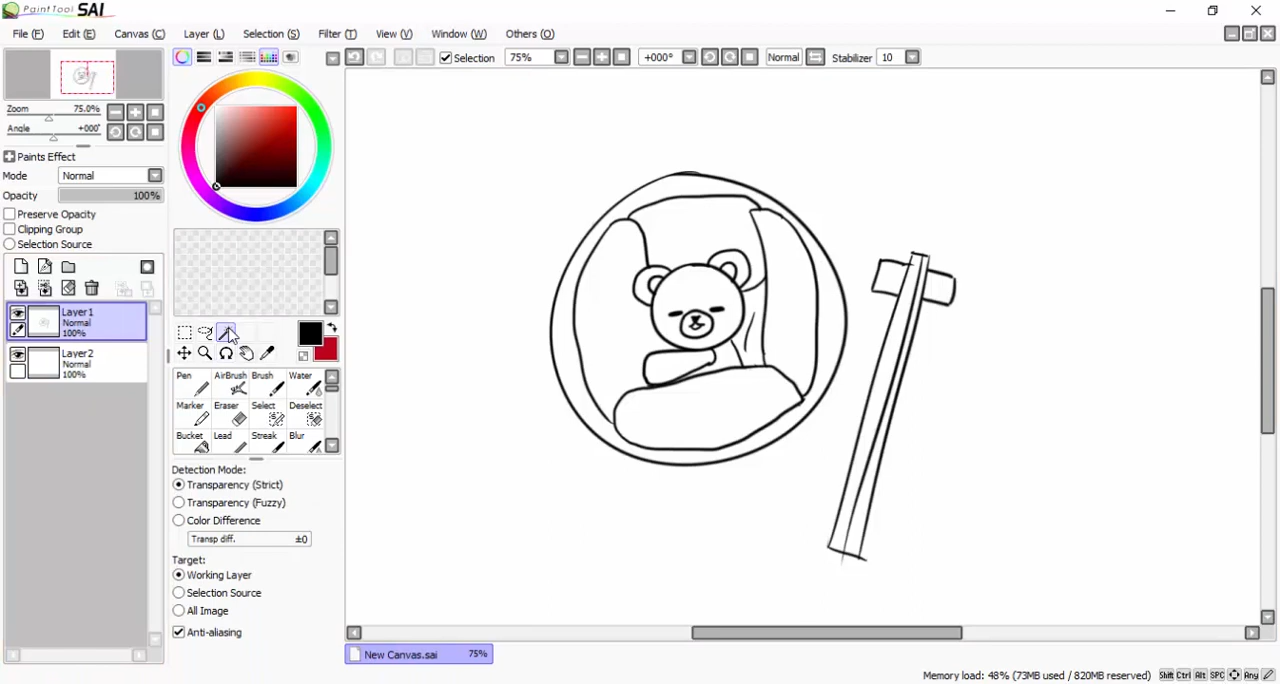 PaintTool SAI
File (F) Edit (E) Canvas (C) Layer (L) Selection (S) Filter (T) View (V) Window (W) Others (O)
Selection 75% +000° Normal Stabilizer 10
Zoom 75.0%
Angle +000°
Paints Effect
Mode Normal
Opacity 100%
Preserve Opacity
Clipping Group
Selection Source
Layer1
Normal
100%
Layer2
Normal
100%
Pen AirBrush Brush Water
Marker Eraser Select Deselect
Bucket Lead Streak Blur
Detection Mode:
Transparency (Strict)
Transparency (Fuzzy)
Color Difference
Transp diff. ±0
Target:
Working Layer
Selection Source
All Image
Anti-aliasing
New Canvas.sai 75%
Memory load: 48% (73MB used / 820MB reserved) Shift Ctrl Alt SPC Any